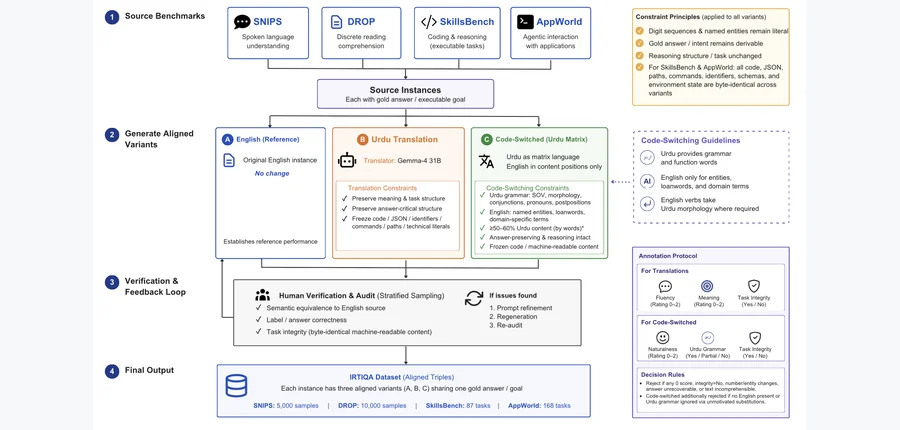 1 Source Benchmarks
SNIPS
Spoken language
understanding
DROP
Discrete reading
comprehension
</> SkillsBench
Coding & reasoning
(executable tasks)
AppWorld
Agentic interaction
with applications
Constraint Principles (applied to all variants)
Digit sequences & named entities remain literal
Gold answer / intent remains derivable
Reasoning structure / task unchanged
For SkillsBench & AppWorld: all code, JSON,
paths, commands, identifiers, schemas, and
environment state are byte-identical across
variants
Source Instances
Each with gold answer / executable goal
2 Generate Aligned
Variants
A English (Reference)
Original English instance
No change
Establishes reference performance
B Urdu Translation
Translator: Gemma-4 31B
Translation Constraints
✓ Preserve meaning & task structure
✓ Preserve answer-critical structure
✓ Freeze code / JSON / identifiers /
commands / paths / technical literals
C Code-Switched (Urdu Matrix)
Urdu as matrix language
English in content positions only
Code-Switching Constraints
✓ Urdu grammar: SOV, morphology,
conjunctions, pronouns, postpositions
✓ English: named entities, loanwords,
domain-specific terms
✓ ≥50–60% Urdu content (by words)*
✓ Answer-preserving & reasoning intact
✓ Frozen code / machine-readable content
Code-Switching Guidelines
Urdu provides grammar
and function words
AI English only for entities,
loanwords, and domain terms
English verbs take
Urdu morphology where required
3 Verification &
Feedback Loop
Human Verification & Audit (Stratified Sampling)
✓ Semantic equivalence to English source
✓ Label / answer correctness
✓ Task integrity (byte-identical machine-readable content)
If issues found
1. Prompt refinement
2. Regeneration
3. Re-audit
Annotation Protocol
For Translations
Fluency
(Rating 0–2)
Meaning
(Rating 0–2)
Task Integrity
(Yes / No)
For Code-Switched
Naturalness
(Rating 0–2)
Urdu Grammar
(Yes / Partial / No)
Task Integrity
(Yes / No)
Decision Rules
• Reject if any 0 score, integrity=No, number/entity changes,
answer unrecoverable, or text incomprehensible.
• Code-switched additionally rejected if no English present or
Urdu grammar ignored via unmotivated substitutions.
4 Final Output
IRTIQA Dataset (Aligned Triples)
Each instance has three aligned variants (A, B, C) sharing one gold answer / goal
SNIPS: 5,000 samples | DROP: 10,000 samples | SkillsBench: 87 tasks | AppWorld: 168 tasks